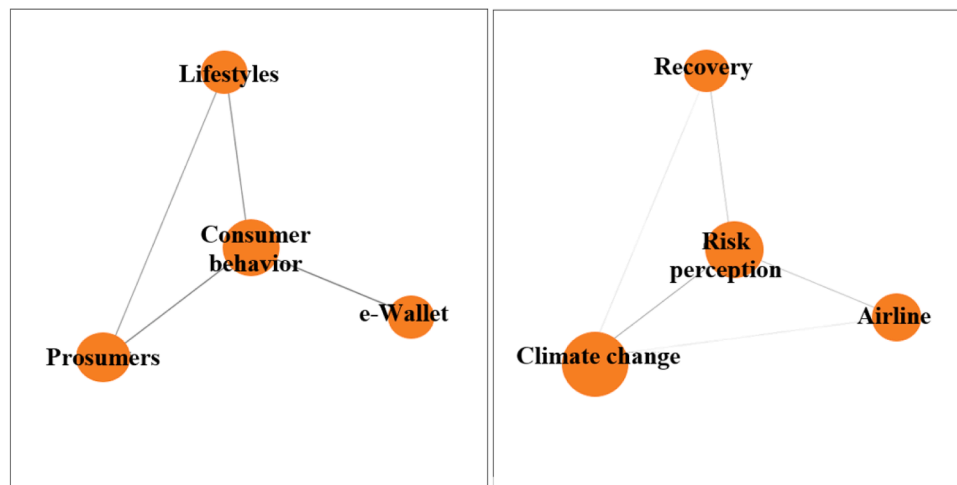 Lifestyles
Consumer
behavior
e-Wallet
Prosumers
Recovery
Risk
perception
Airline
Climate change